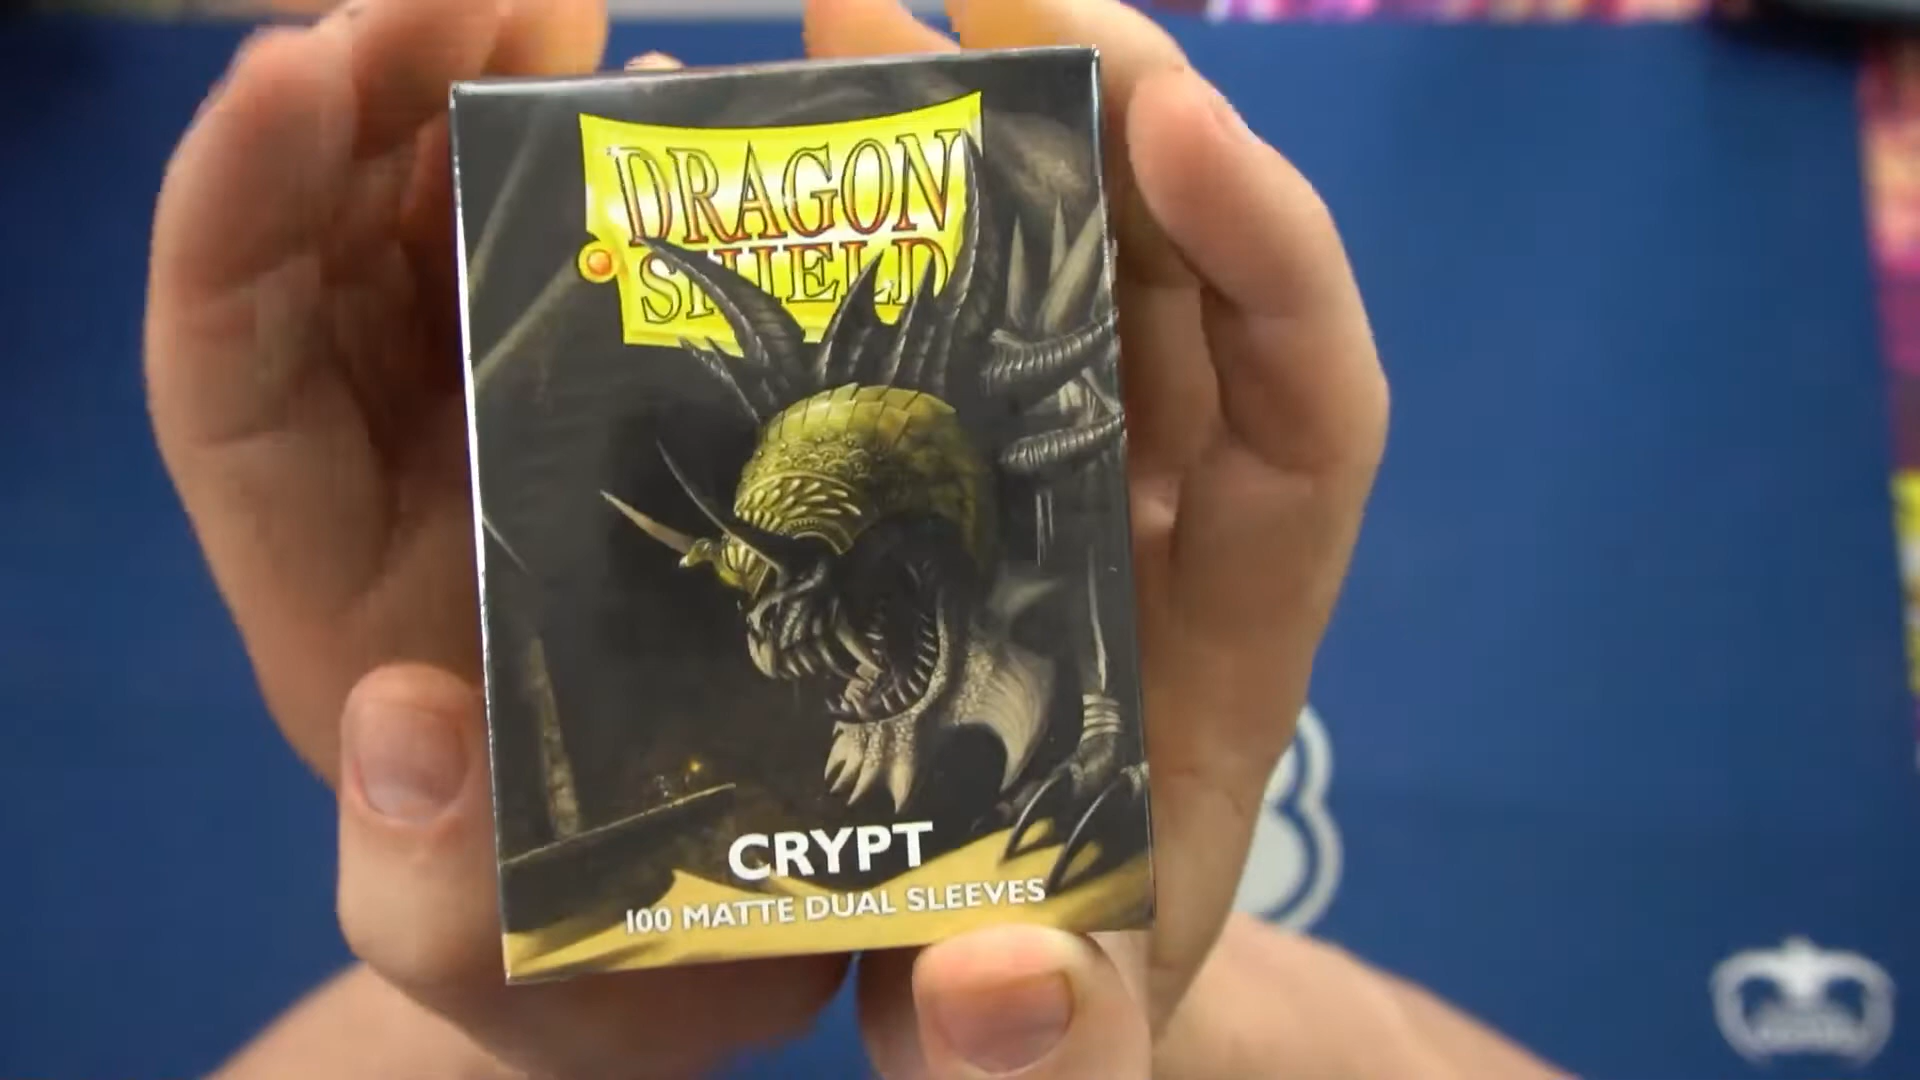 DRAGON
SHIELD
CRYPT
100 MATTE DUAL SLEEVES